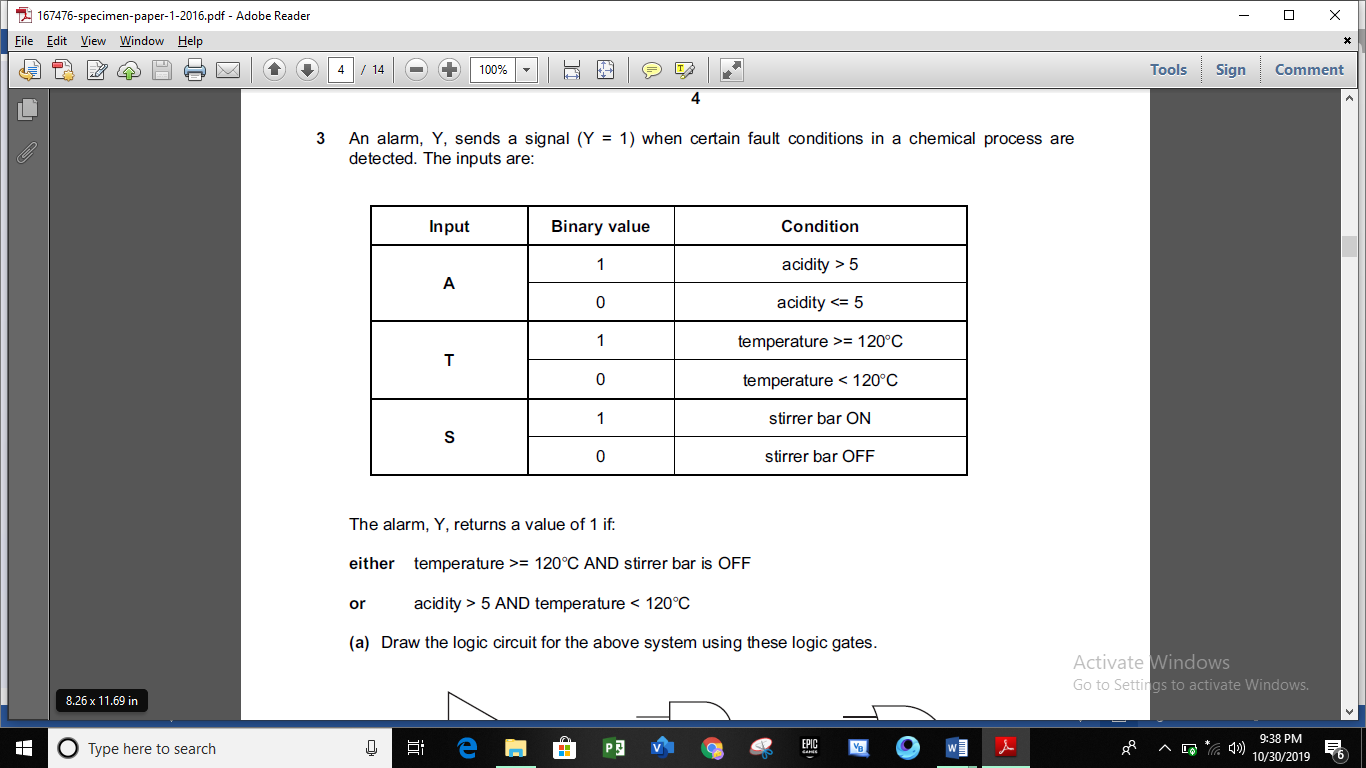 167476-specimen-paper-1-2016.pdf - Adobe Reader
File Edit View Window Help
4 / 14 100% Tools Sign Comment
4
3 An alarm, Y, sends a signal (Y = 1) when certain fault conditions in a chemical process are
detected. The inputs are:
Input Binary value Condition
A
1 acidity > 5
0 acidity <= 5
T
1 temperature >= 120°C
0 temperature < 120°C
S
1 stirrer bar ON
0 stirrer bar OFF
The alarm, Y, returns a value of 1 if:
either temperature >= 120°C AND stirrer bar is OFF
or acidity > 5 AND temperature < 120°C
(a) Draw the logic circuit for the above system using these logic gates.
Activate Windows
Go to Settings to activate Windows.
8.26 x 11.69 in
Type here to search
EPIC
GAMES
9:38 PM
10/30/2019
6